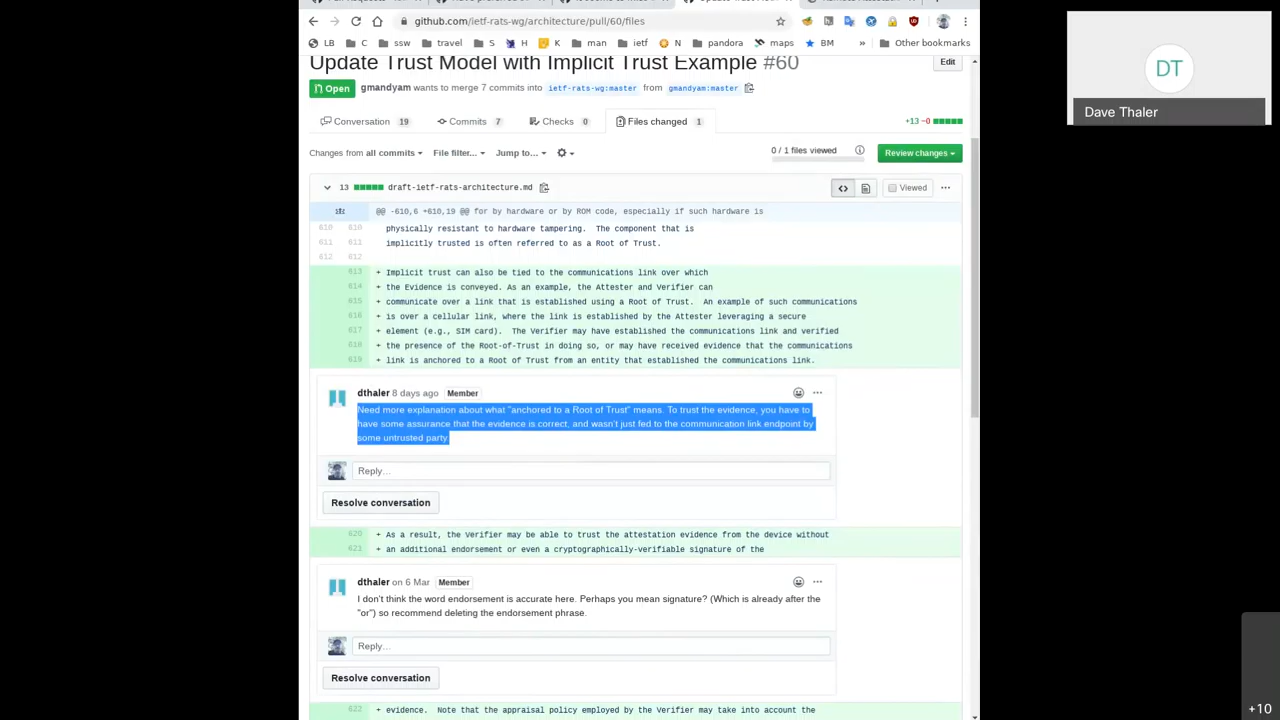 github.com/ietf-rats-wg/architecture/pull/60/files
LB C ssw travel S H K man ietf N pandora maps BM » Other bookmarks
Update Trust Model with Implicit Trust Example #60
Edit
Open gmandyam wants to merge 7 commits into ietf-rats-wg:master from gmandyam:master
Conversation 19 Commits 7 Checks 0 Files changed 1 +13 −0
Changes from all commits File filter... Jump to... 0 / 1 files viewed Review changes
13 draft-ietf-rats-architecture.md <> Viewed
@@ -610,6 +610,19 @@ for by hardware or by ROM code, especially if such hardware is
610 610 physically resistant to hardware tampering. The component that is
611 611 implicitly trusted is often referred to as a Root of Trust.
612 612
613 + Implicit trust can also be tied to the communications link over which
614 + the Evidence is conveyed. As an example, the Attester and Verifier can
615 + communicate over a link that is established using a Root of Trust. An example of such communications
616 + is over a cellular link, where the link is established by the Attester leveraging a secure
617 + element (e.g., SIM card). The Verifier may have established the communications link and verified
618 + the presence of the Root-of-Trust in doing so, or may have received evidence that the communications
619 + link is anchored to a Root of Trust from an entity that established the communications link.
dthaler 8 days ago Member
Need more explanation about what "anchored to a Root of Trust" means. To trust the evidence, you have to
have some assurance that the evidence is correct, and wasn't just fed to the communication link endpoint by
some untrusted party.
Reply…
Resolve conversation
620 + As a result, the Verifier may be able to trust the attestation evidence from the device without
621 + an additional endorsement or even a cryptographically-verifiable signature of the
dthaler on 6 Mar Member
I don't think the word endorsement is accurate here. Perhaps you mean signature? (Which is already after the
"or") so recommend deleting the endorsement phrase.
Reply…
Resolve conversation
622 + evidence. Note that the appraisal policy employed by the Verifier may take into account the
DT
Dave Thaler
+10